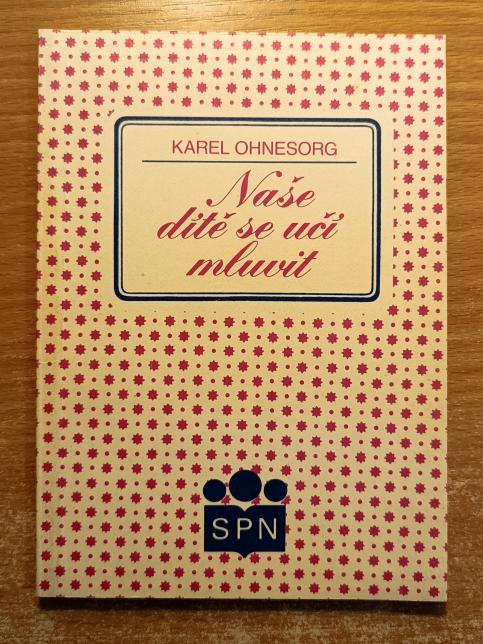 KAREL OHNESORG
Naše
dítě se učí
mluvit
SPN